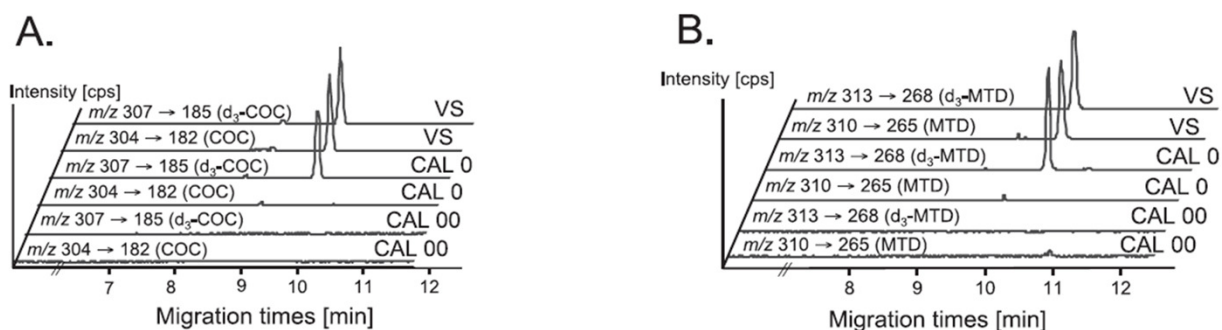 A.
Intensity [cps]
m/z 307 → 185 (d₃-COC) VS
m/z 304 → 182 (COC) VS
m/z 307 → 185 (d₃-COC) CAL 0
m/z 304 → 182 (COC) CAL 0
m/z 307 → 185 (d₃-COC) CAL 00
m/z 304 → 182 (COC) CAL 00
7 8 9 10 11 12
Migration times [min]
B.
Intensity [cps]
m/z 313 → 268 (d₃-MTD) VS
m/z 310 → 265 (MTD) VS
m/z 313 → 268 (d₃-MTD) CAL 0
m/z 310 → 265 (MTD) CAL 0
m/z 313 → 268 (d₃-MTD) CAL 00
m/z 310 → 265 (MTD) CAL 00
8 9 10 11 12
Migration times [min]